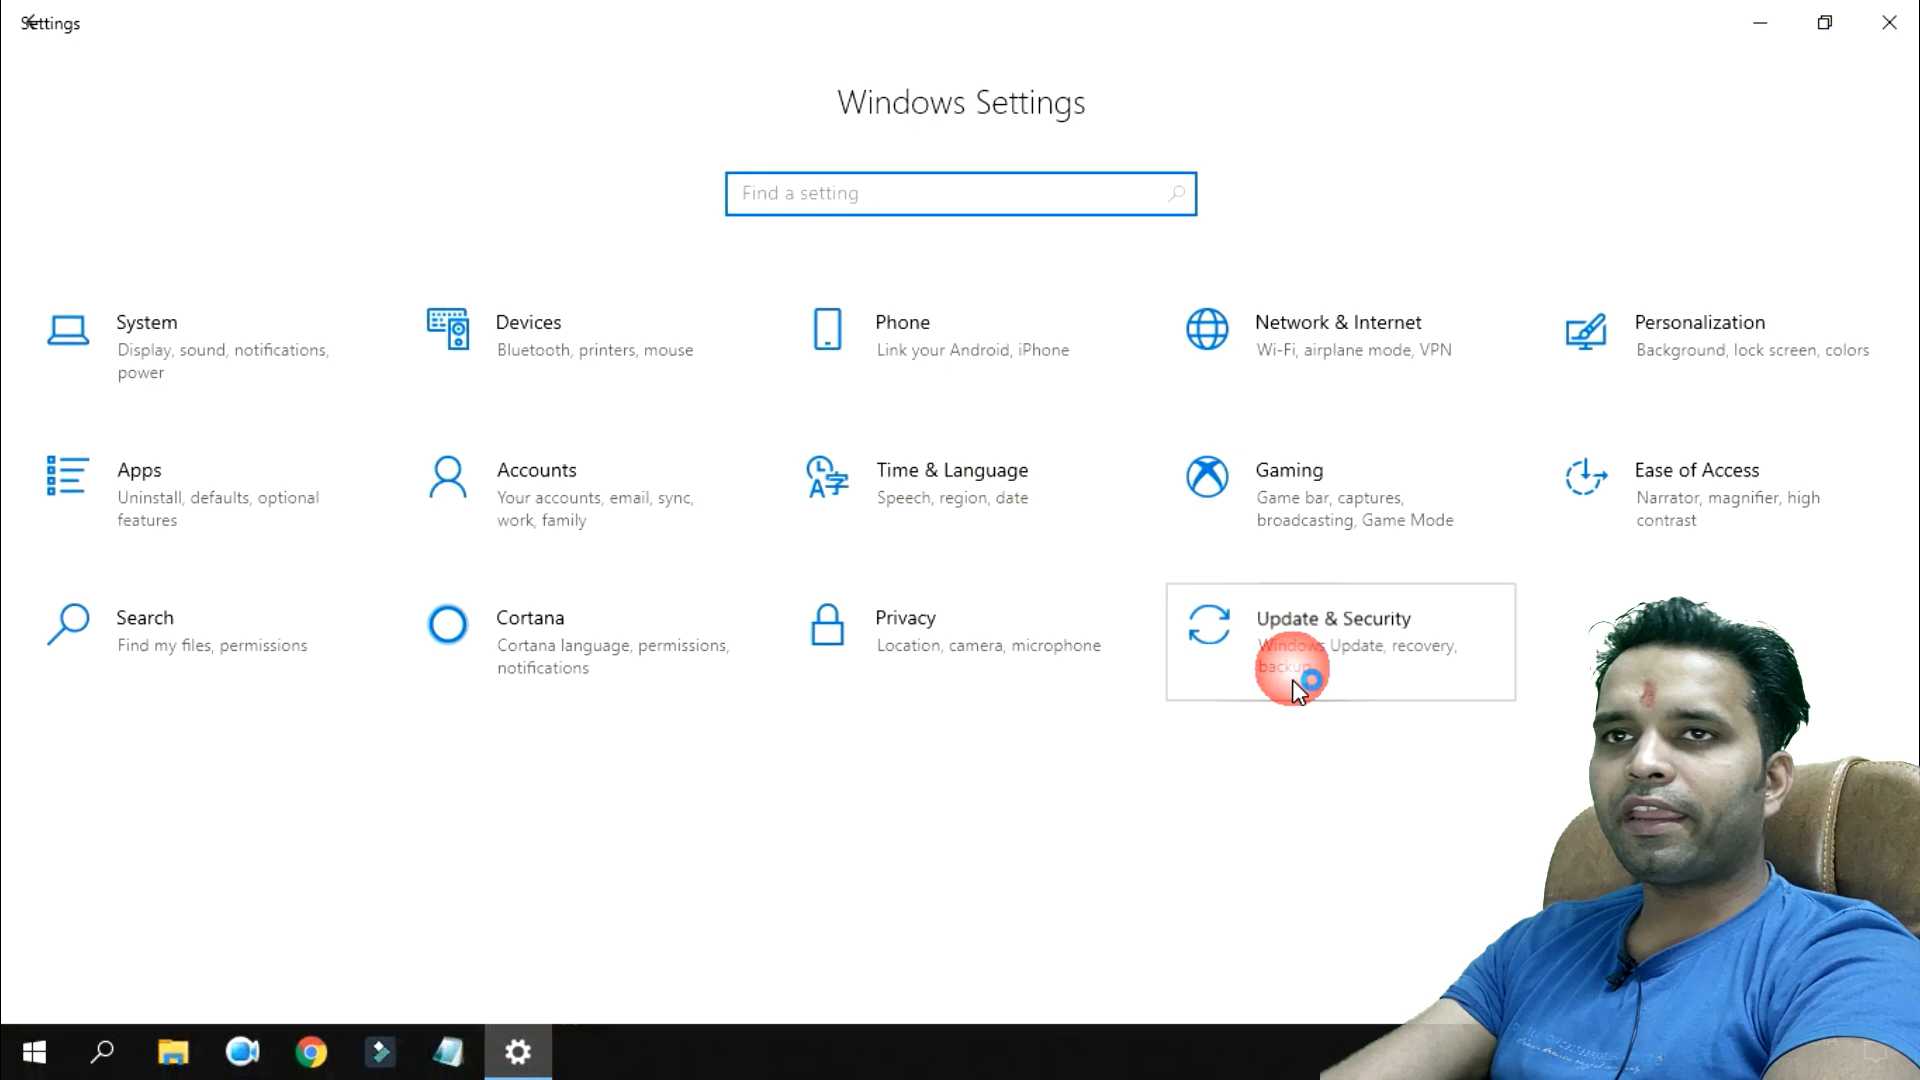 Settings
Windows Settings
Find a setting
System
Display, sound, notifications,
power
Devices
Bluetooth, printers, mouse
Phone
Link your Android, iPhone
Network & Internet
Wi-Fi, airplane mode, VPN
Personalization
Background, lock screen, colors
Apps
Uninstall, defaults, optional
features
Accounts
Your accounts, email, sync,
work, family
Time & Language
Speech, region, date
Gaming
Game bar, captures,
broadcasting, Game Mode
Ease of Access
Narrator, magnifier, high
contrast
Search
Find my files, permissions
Cortana
Cortana language, permissions,
notifications
Privacy
Location, camera, microphone
Update & Security
Windows Update, recovery,
backup